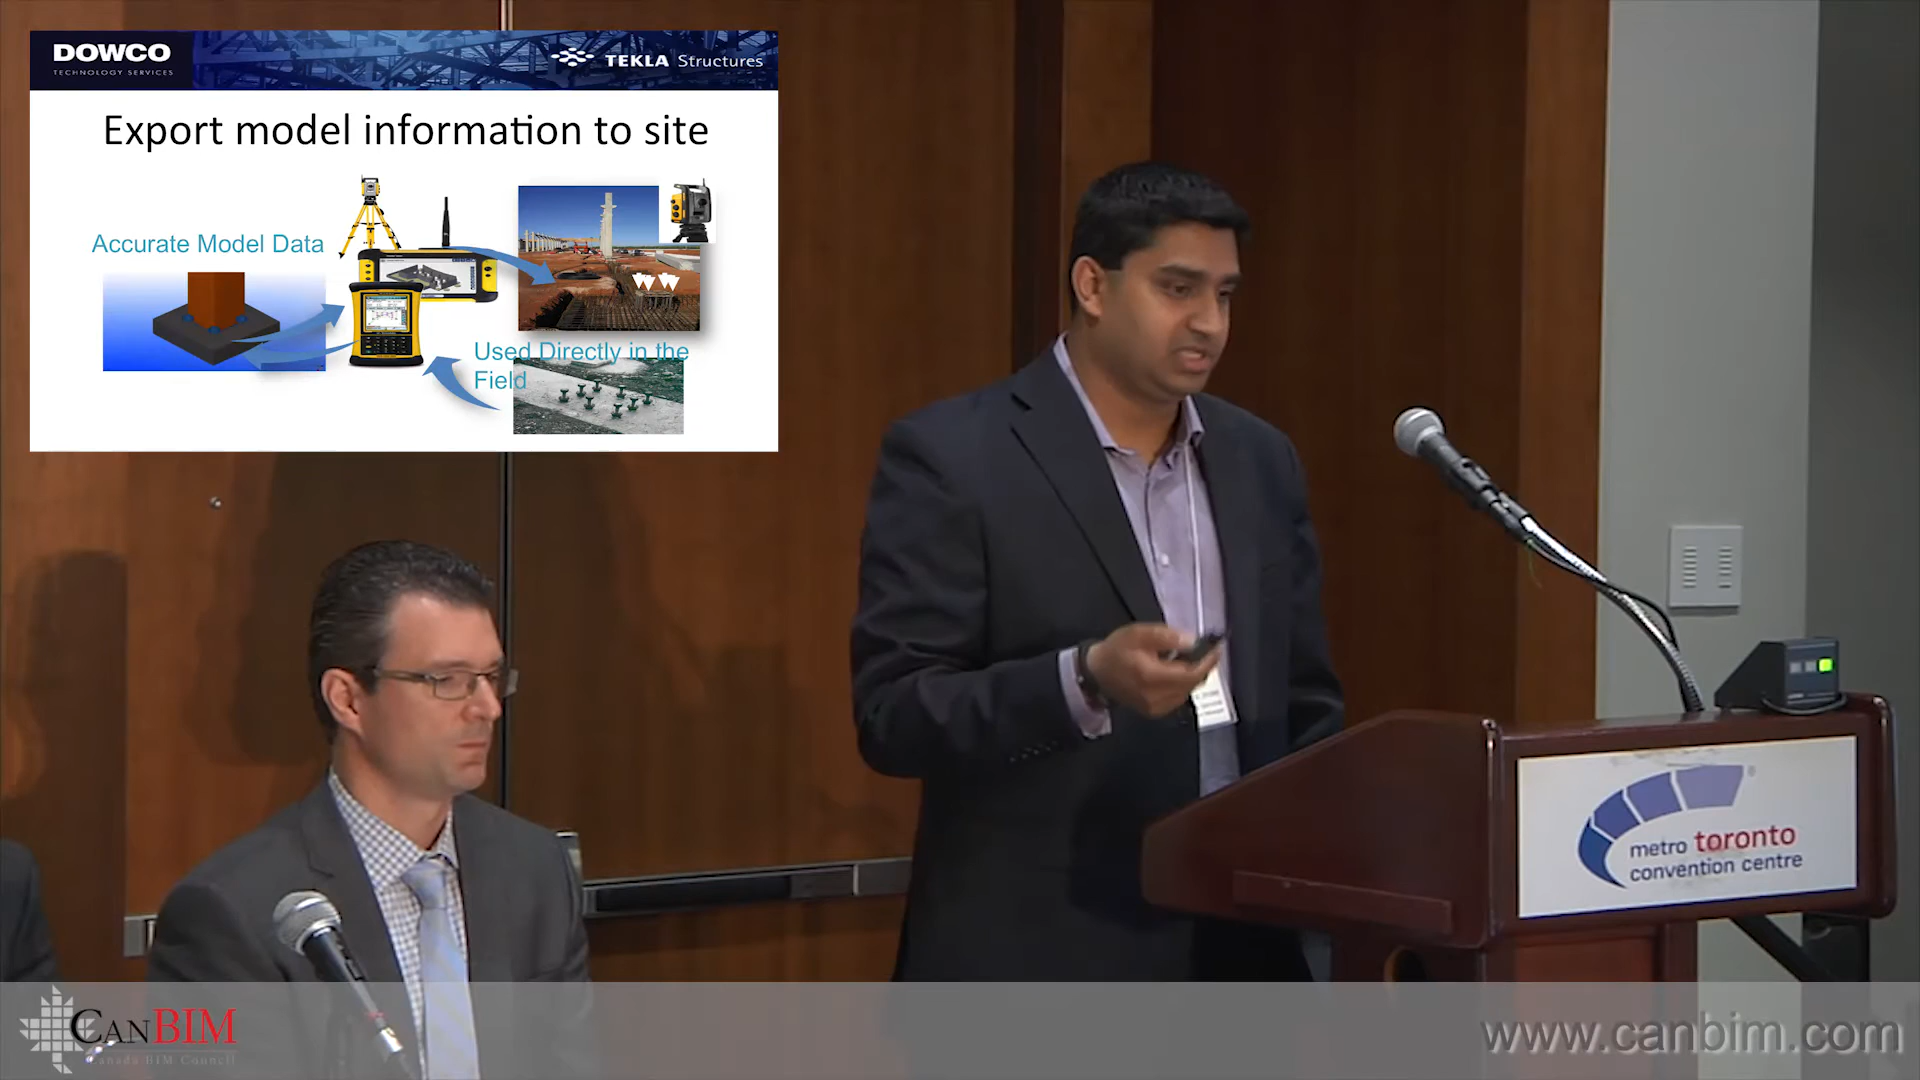 DOWCO
TECHNOLOGY SERVICES
TEKLA Structures
Export model information to site
Accurate Model Data
Used Directly in the
Field
metro toronto
convention centre
CanBIM
Canada BIM Council
www.canbim.com